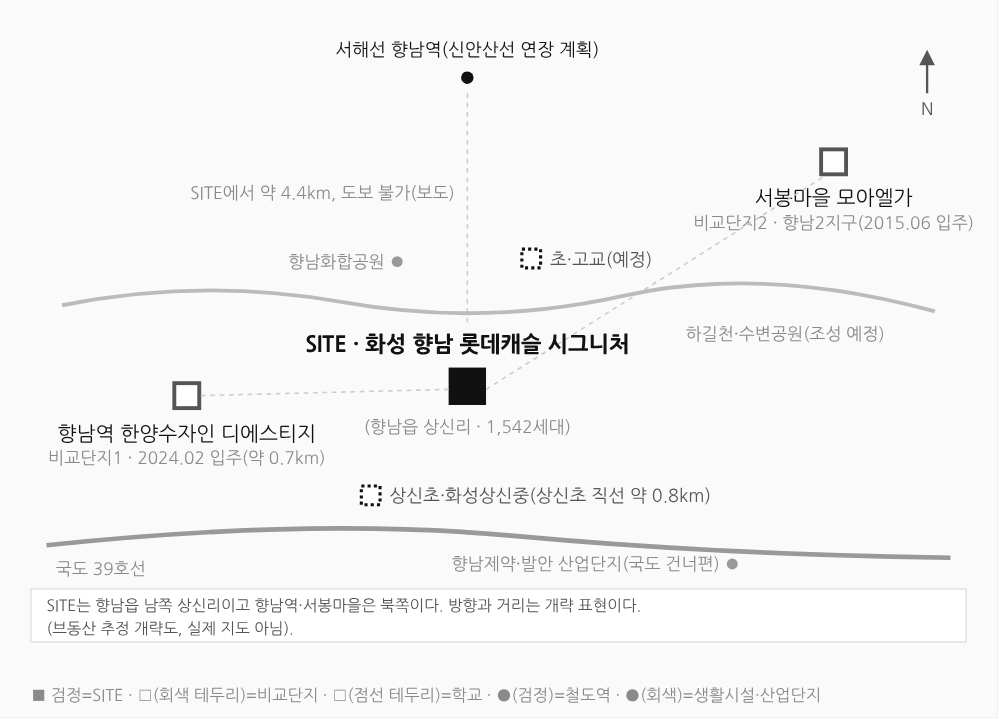 서해선 향남역(신안산선 연장 계획)
N
SITE에서 약 4.4km, 도보 불가(보도)
서봉마을 모아엘가
비교단지2 · 향남2지구(2015.06 입주)
향남화합공원
초·고교(예정)
하길천·수변공원(조성 예정)
SITE · 화성 향남 롯데캐슬 시그니처
(향남읍 상신리 · 1,542세대)
향남역 한양수자인 디에스티지
비교단지1 · 2024.02 입주(약 0.7km)
상신초·화성상신중(상신초 직선 약 0.8km)
국도 39호선
향남제약·발안 산업단지(국도 건너편)
SITE는 향남읍 남쪽 상신리이고 향남역·서봉마을은 북쪽이다. 방향과 거리는 개략 표현이다.
(브동산 추정 개략도, 실제 지도 아님).
■ 검정=SITE · □(회색 테두리)=비교단지 · □(점선 테두리)=학교 · ●(검정)=철도역 · ●(회색)=생활시설·산업단지